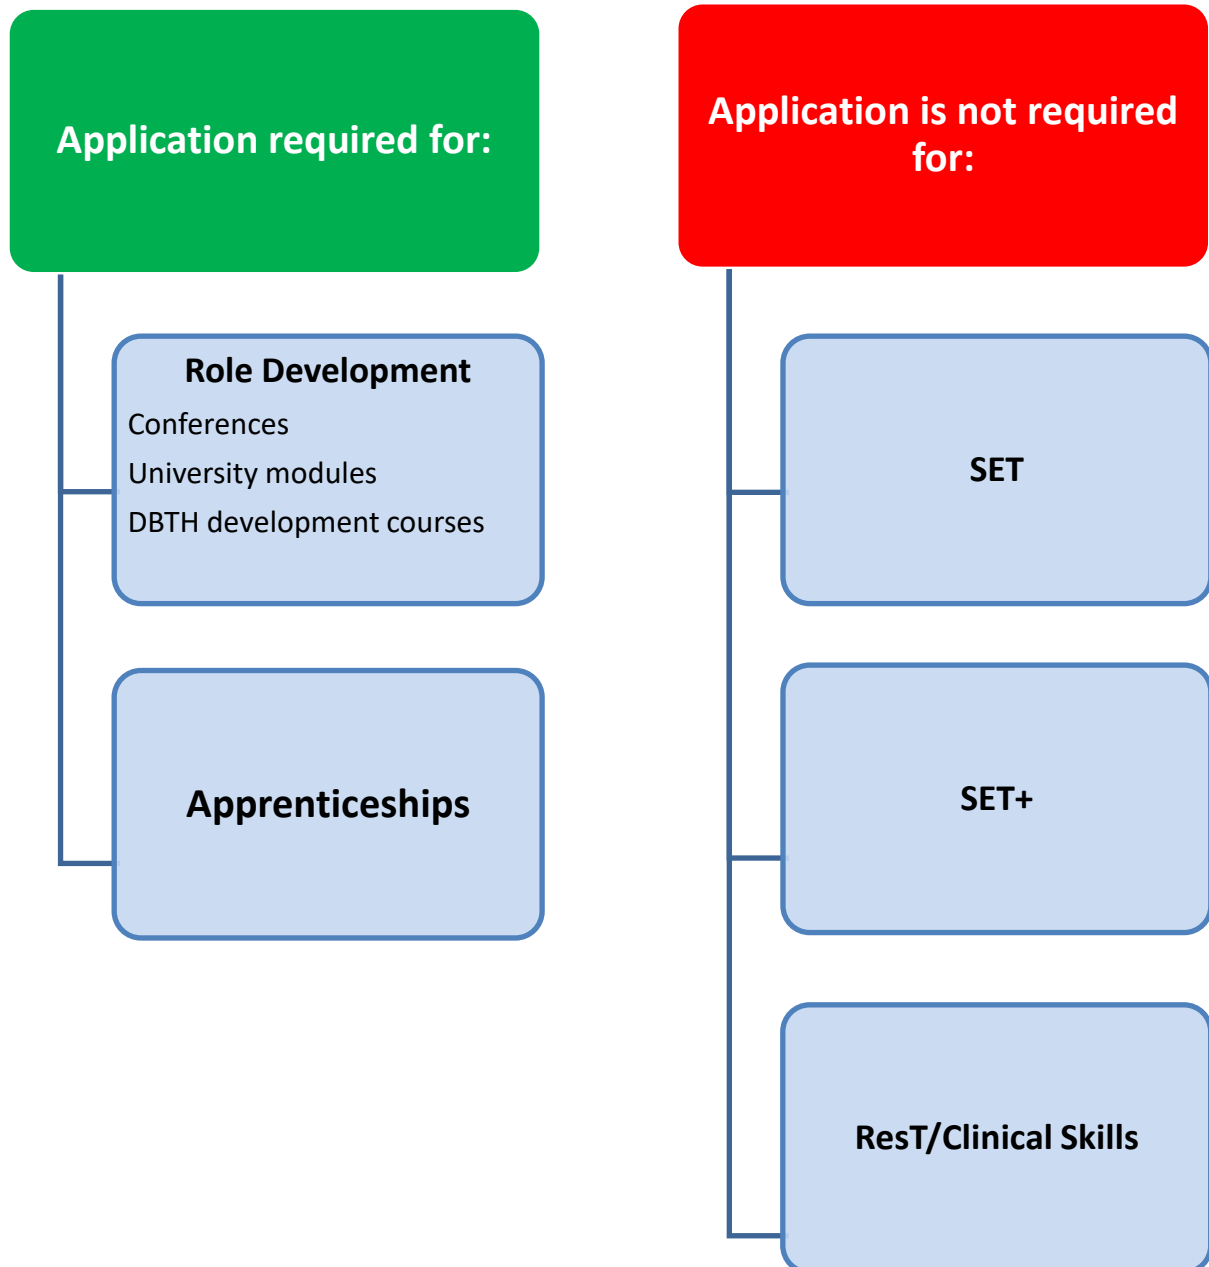 Application required for:
Role Development
Conferences
University modules
DBTH development courses
Apprenticeships
Application is not required
for:
SET
SET+
ResT/Clinical Skills